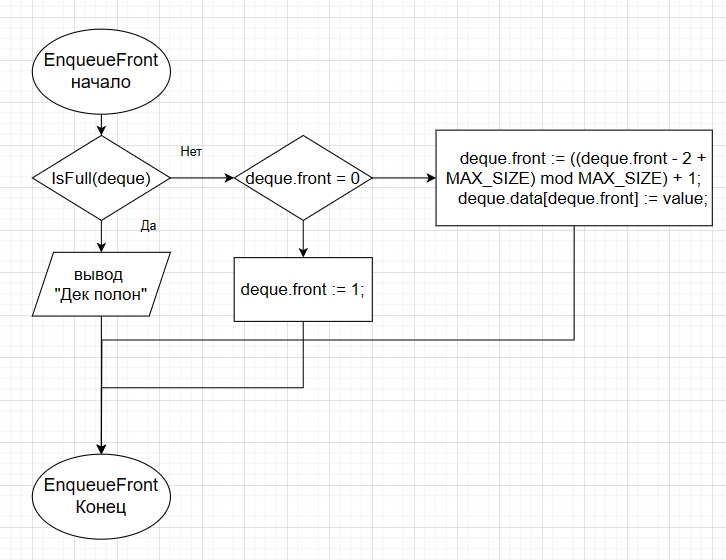 EnqueueFront
начало
Нет
IsFull(deque)
deque.front = 0
deque.front := ((deque.front - 2 +
MAX_SIZE) mod MAX_SIZE) + 1;
deque.data[deque.front] := value;
Да
вывод
"Дек полон"
deque.front := 1;
EnqueueFront
Конец